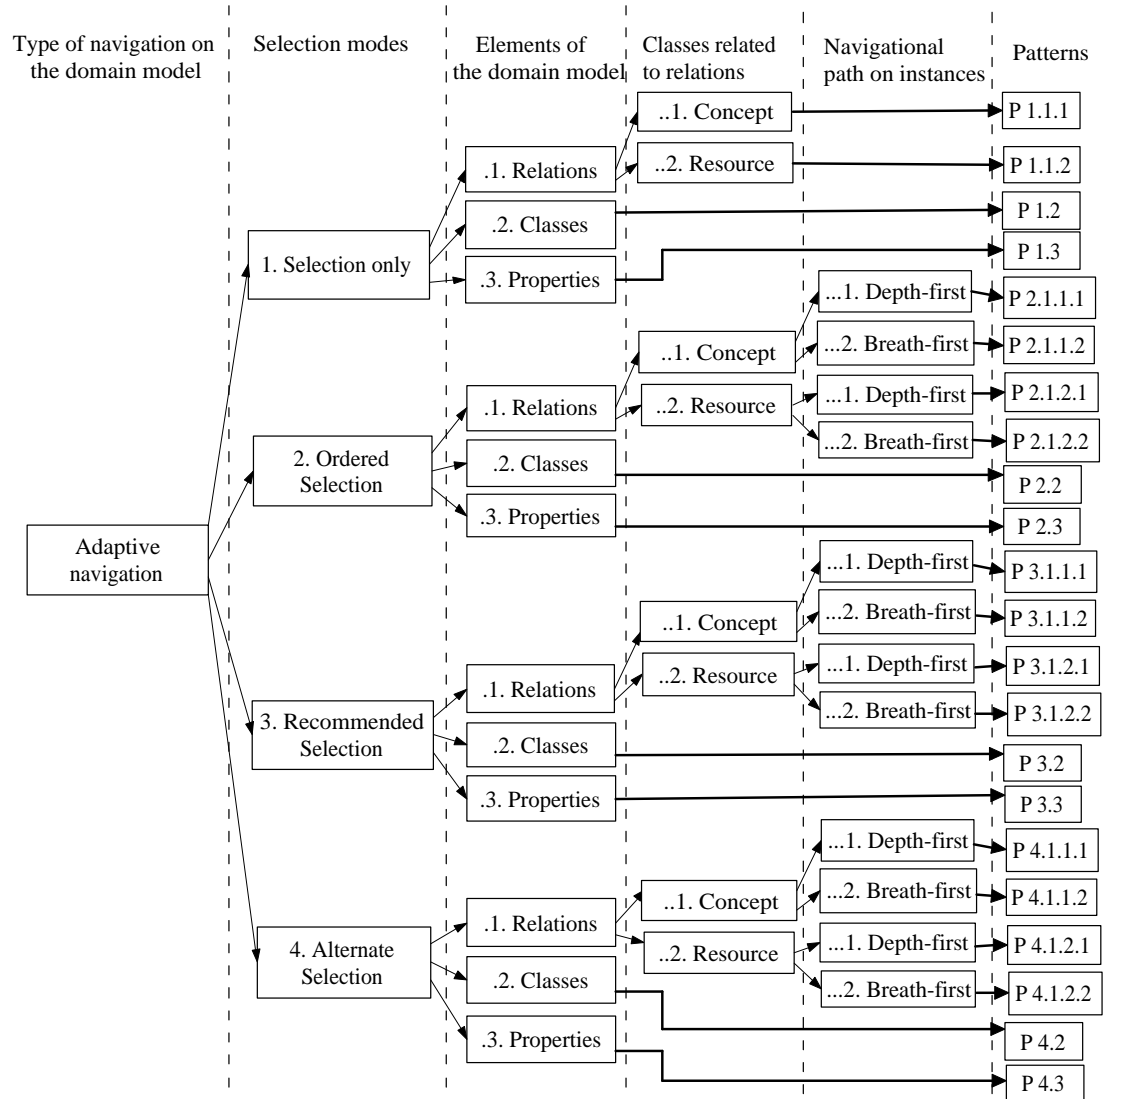 Type of navigation on
the domain model
Selection modes
Elements of
the domain model
Classes related
to relations
Navigational
path on instances
Patterns
Adaptive
navigation
1. Selection only
.1. Relations
..1. Concept
P 1.1.1
..2. Resource
P 1.1.2
.2. Classes
P 1.2
.3. Properties
P 1.3
2. Ordered
Selection
.1. Relations
..1. Concept
...1. Depth-first
P 2.1.1.1
...2. Breath-first
P 2.1.1.2
..2. Resource
...1. Depth-first
P 2.1.2.1
...2. Breath-first
P 2.1.2.2
.2. Classes
P 2.2
.3. Properties
P 2.3
3. Recommended
Selection
.1. Relations
..1. Concept
...1. Depth-first
P 3.1.1.1
...2. Breath-first
P 3.1.1.2
..2. Resource
...1. Depth-first
P 3.1.2.1
...2. Breath-first
P 3.1.2.2
.2. Classes
P 3.2
.3. Properties
P 3.3
4. Alternate
Selection
.1. Relations
..1. Concept
...1. Depth-first
P 4.1.1.1
...2. Breath-first
P 4.1.1.2
..2. Resource
...1. Depth-first
P 4.1.2.1
...2. Breath-first
P 4.1.2.2
.2. Classes
P 4.2
.3. Properties
P 4.3